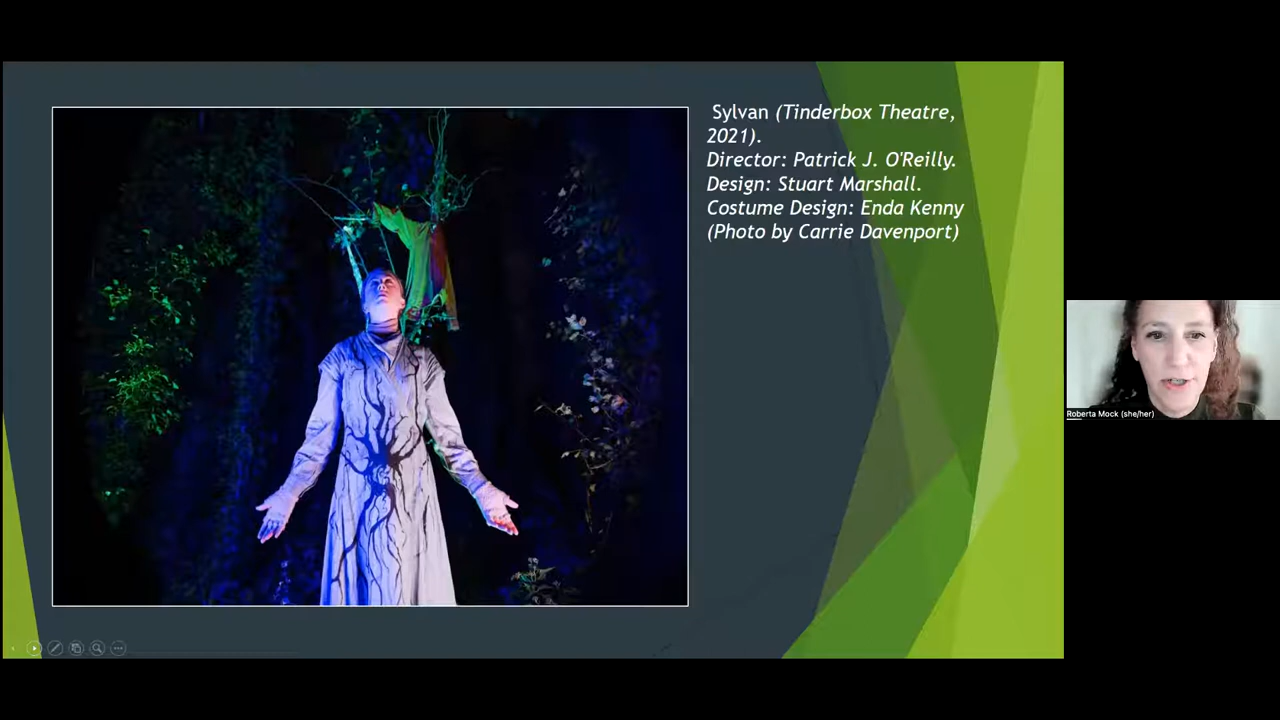 Sylvan (Tinderbox Theatre,
2021).
Director: Patrick J. O'Reilly.
Design: Stuart Marshall.
Costume Design: Enda Kenny
(Photo by Carrie Davenport)
Roberta Mock (she/her)